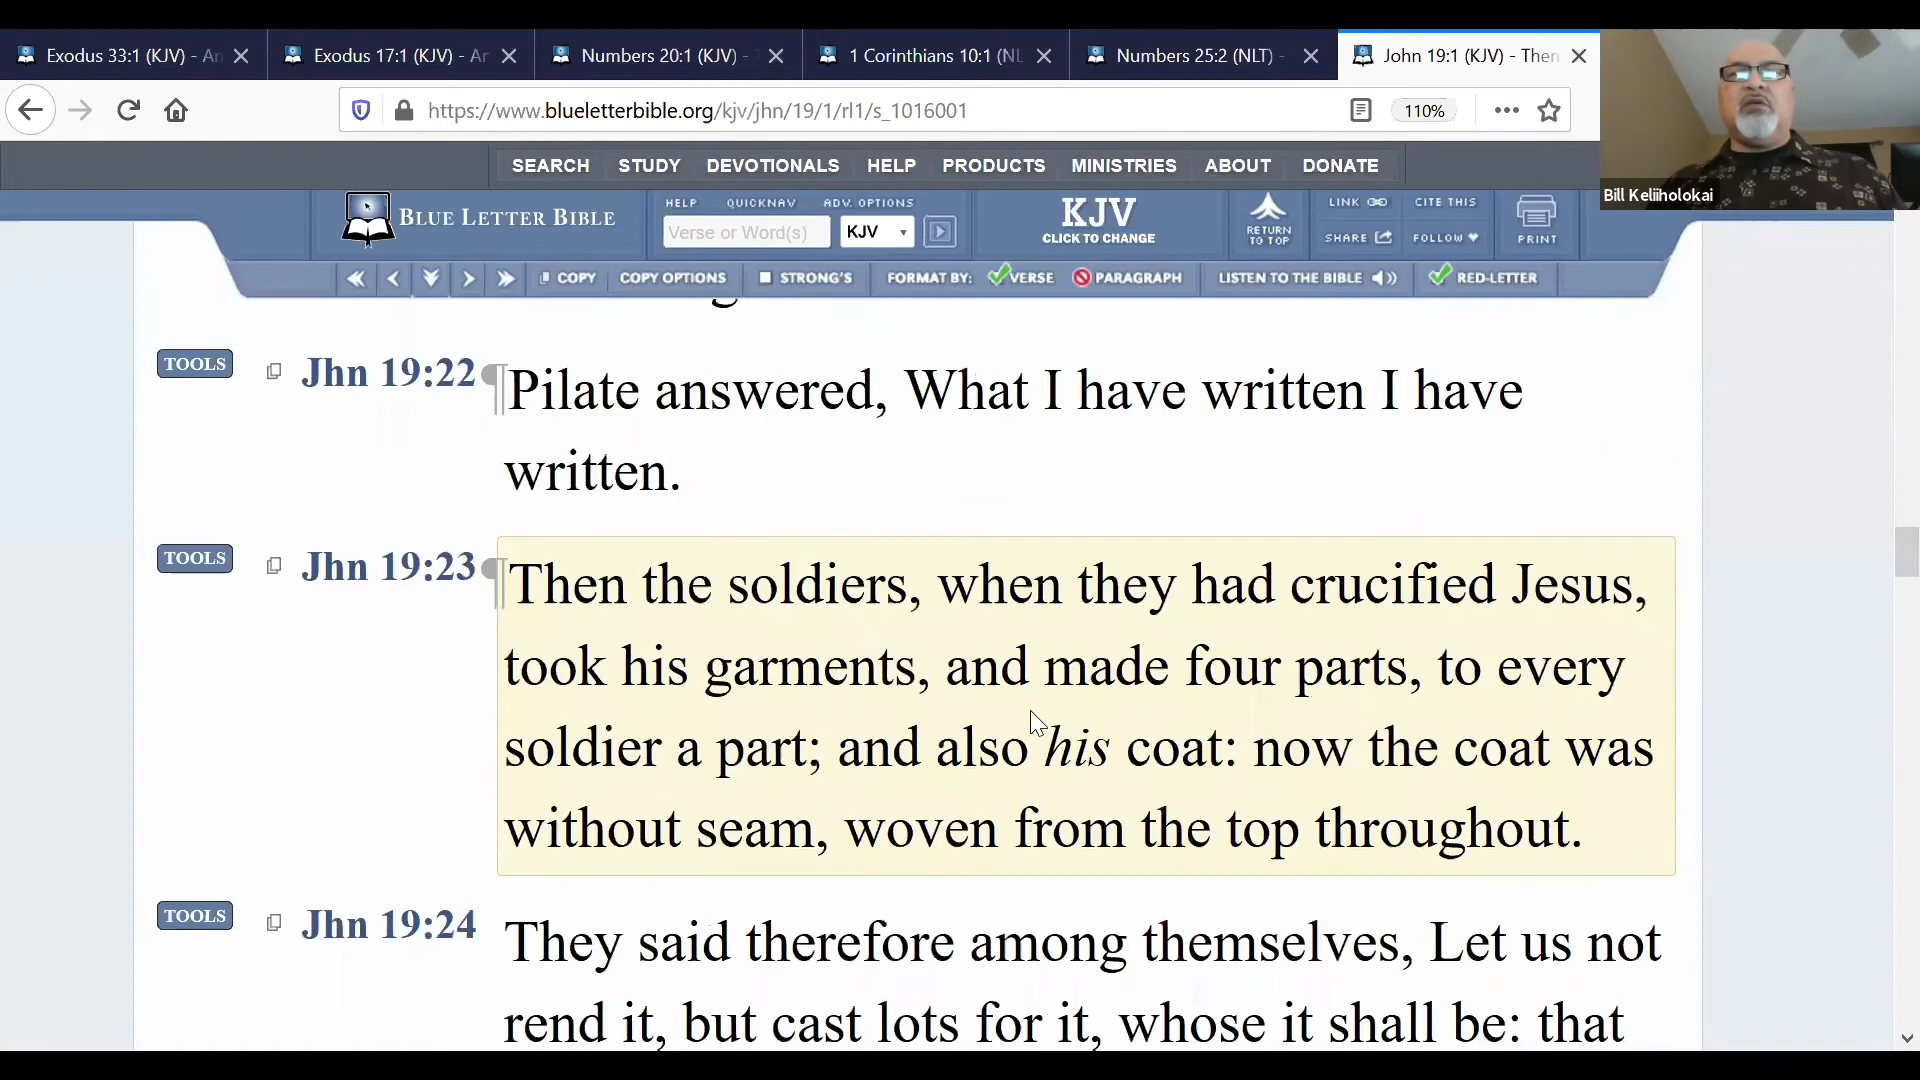 Exodus 33:1 (KJV) - An
Exodus 17:1 (KJV) - Ar
Numbers 20:1 (KJV) -
1 Corinthians 10:1 (NL
Numbers 25:2 (NLT) -
John 19:1 (KJV) - Then
https://www.blueletterbible.org/kjv/jhn/19/1/rl1/s_1016001
110%
Bill Keliiholokai
SEARCH STUDY DEVOTIONALS HELP PRODUCTS MINISTRIES ABOUT DONATE
BLUE LETTER BIBLE
HELP QUICKNAV ADV. OPTIONS
Verse or Word(s)
KJV
KJV
CLICK TO CHANGE
RETURN
TO TOP
LINK
CITE THIS
SHARE
FOLLOW
PRINT
COPY COPY OPTIONS STRONG'S FORMAT BY: VERSE PARAGRAPH LISTEN TO THE BIBLE RED-LETTER
TOOLS Jhn 19:22 ¶Pilate answered, What I have written I have
written.
TOOLS Jhn 19:23 ¶Then the soldiers, when they had crucified Jesus,
took his garments, and made four parts, to every
soldier a part; and also his coat: now the coat was
without seam, woven from the top throughout.
TOOLS Jhn 19:24 They said therefore among themselves, Let us not
rend it, but cast lots for it, whose it shall be: that